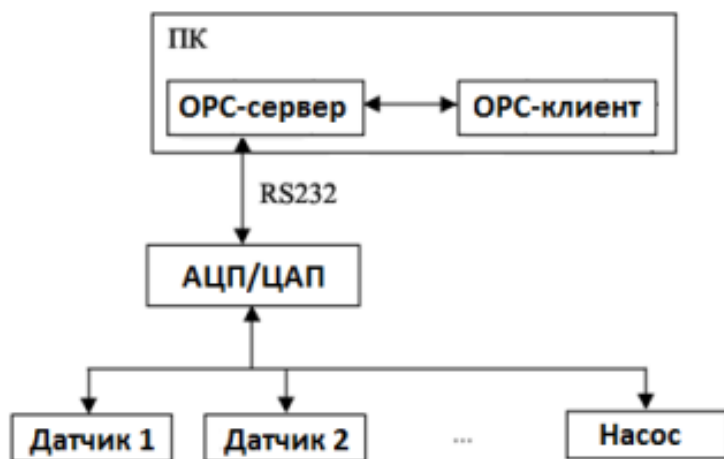 ПК
OPC-сервер
OPC-клиент
RS232
АЦП/ЦАП
Датчик 1
Датчик 2
...
Насос